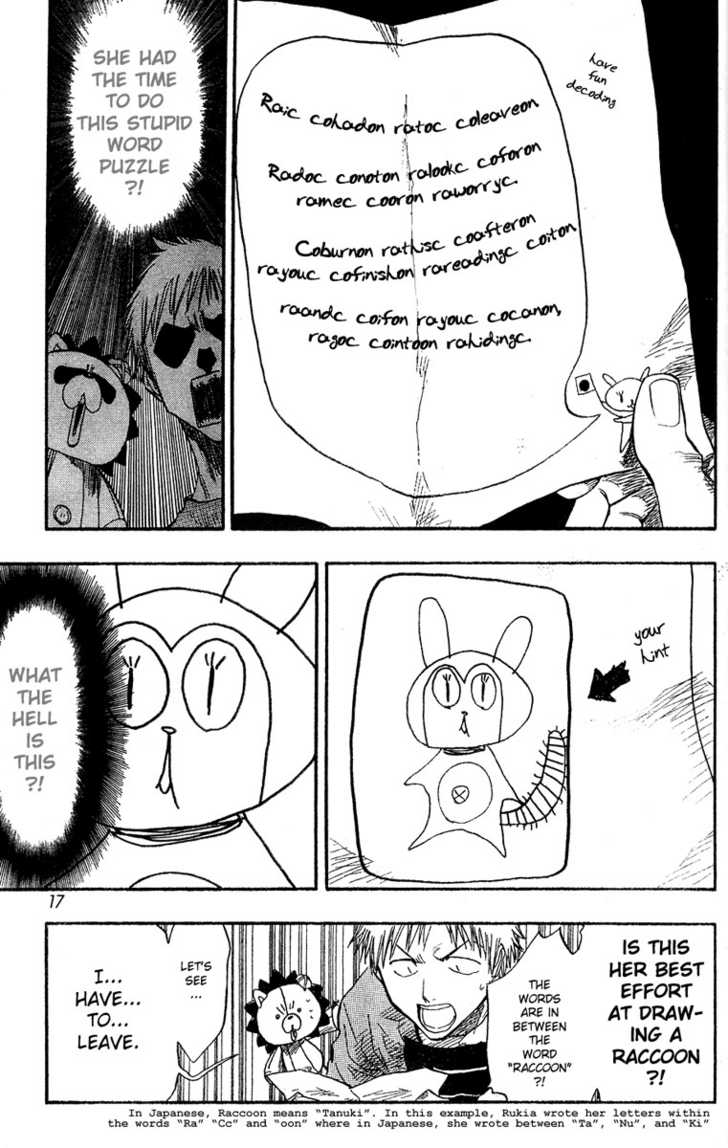 have
fun
decoding
Raic cohadon ratoc coleaveon
Radoc conoton ralookc coforon
ramec cooron raworryc.
Coburnon rathisc coafteron
rayouc cofinishon rareadingc coiton
raandc coifon rayouc cocanon,
ragoc cointoon rahidingc.
SHE HAD
THE TIME
TO DO
THIS STUPID
WORD
PUZZLE
?!
your
hint
WHAT
THE
HELL
IS
THIS
?!
17
IS THIS
HER BEST
EFFORT
AT DRAW-
ING A
RACCOON
?!
THE
WORDS
ARE IN
BETWEEN
THE
WORD
"RACCOON"
?!
LET'S
SEE
...
I...
HAVE...
TO...
LEAVE.
In Japanese, Raccoon means “Tanuki”. In this example, Rukia wrote her letters within
the words “Ra” “Cc” and “oon” where in Japanese, she wrote between “Ta”, “Nu”, and “Ki”